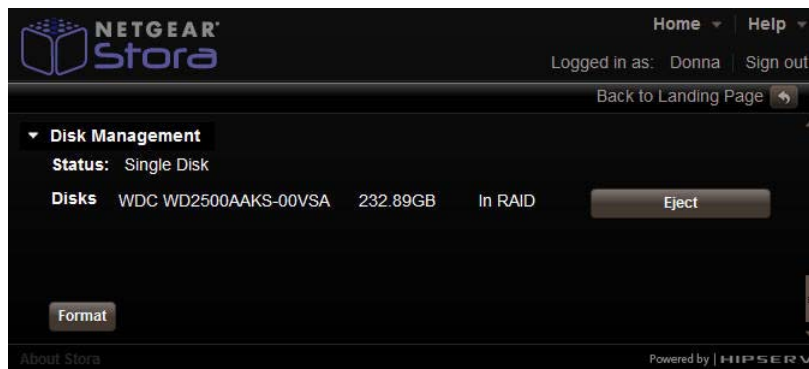 NETGEAR®
Stora
Home Help
Logged in as: Donna Sign out
Back to Landing Page
Disk Management
Status: Single Disk
Disks WDC WD2500AAKS-00VSA 232.89GB In RAID Eject
Format
About Stora
Powered by | HIPSERV